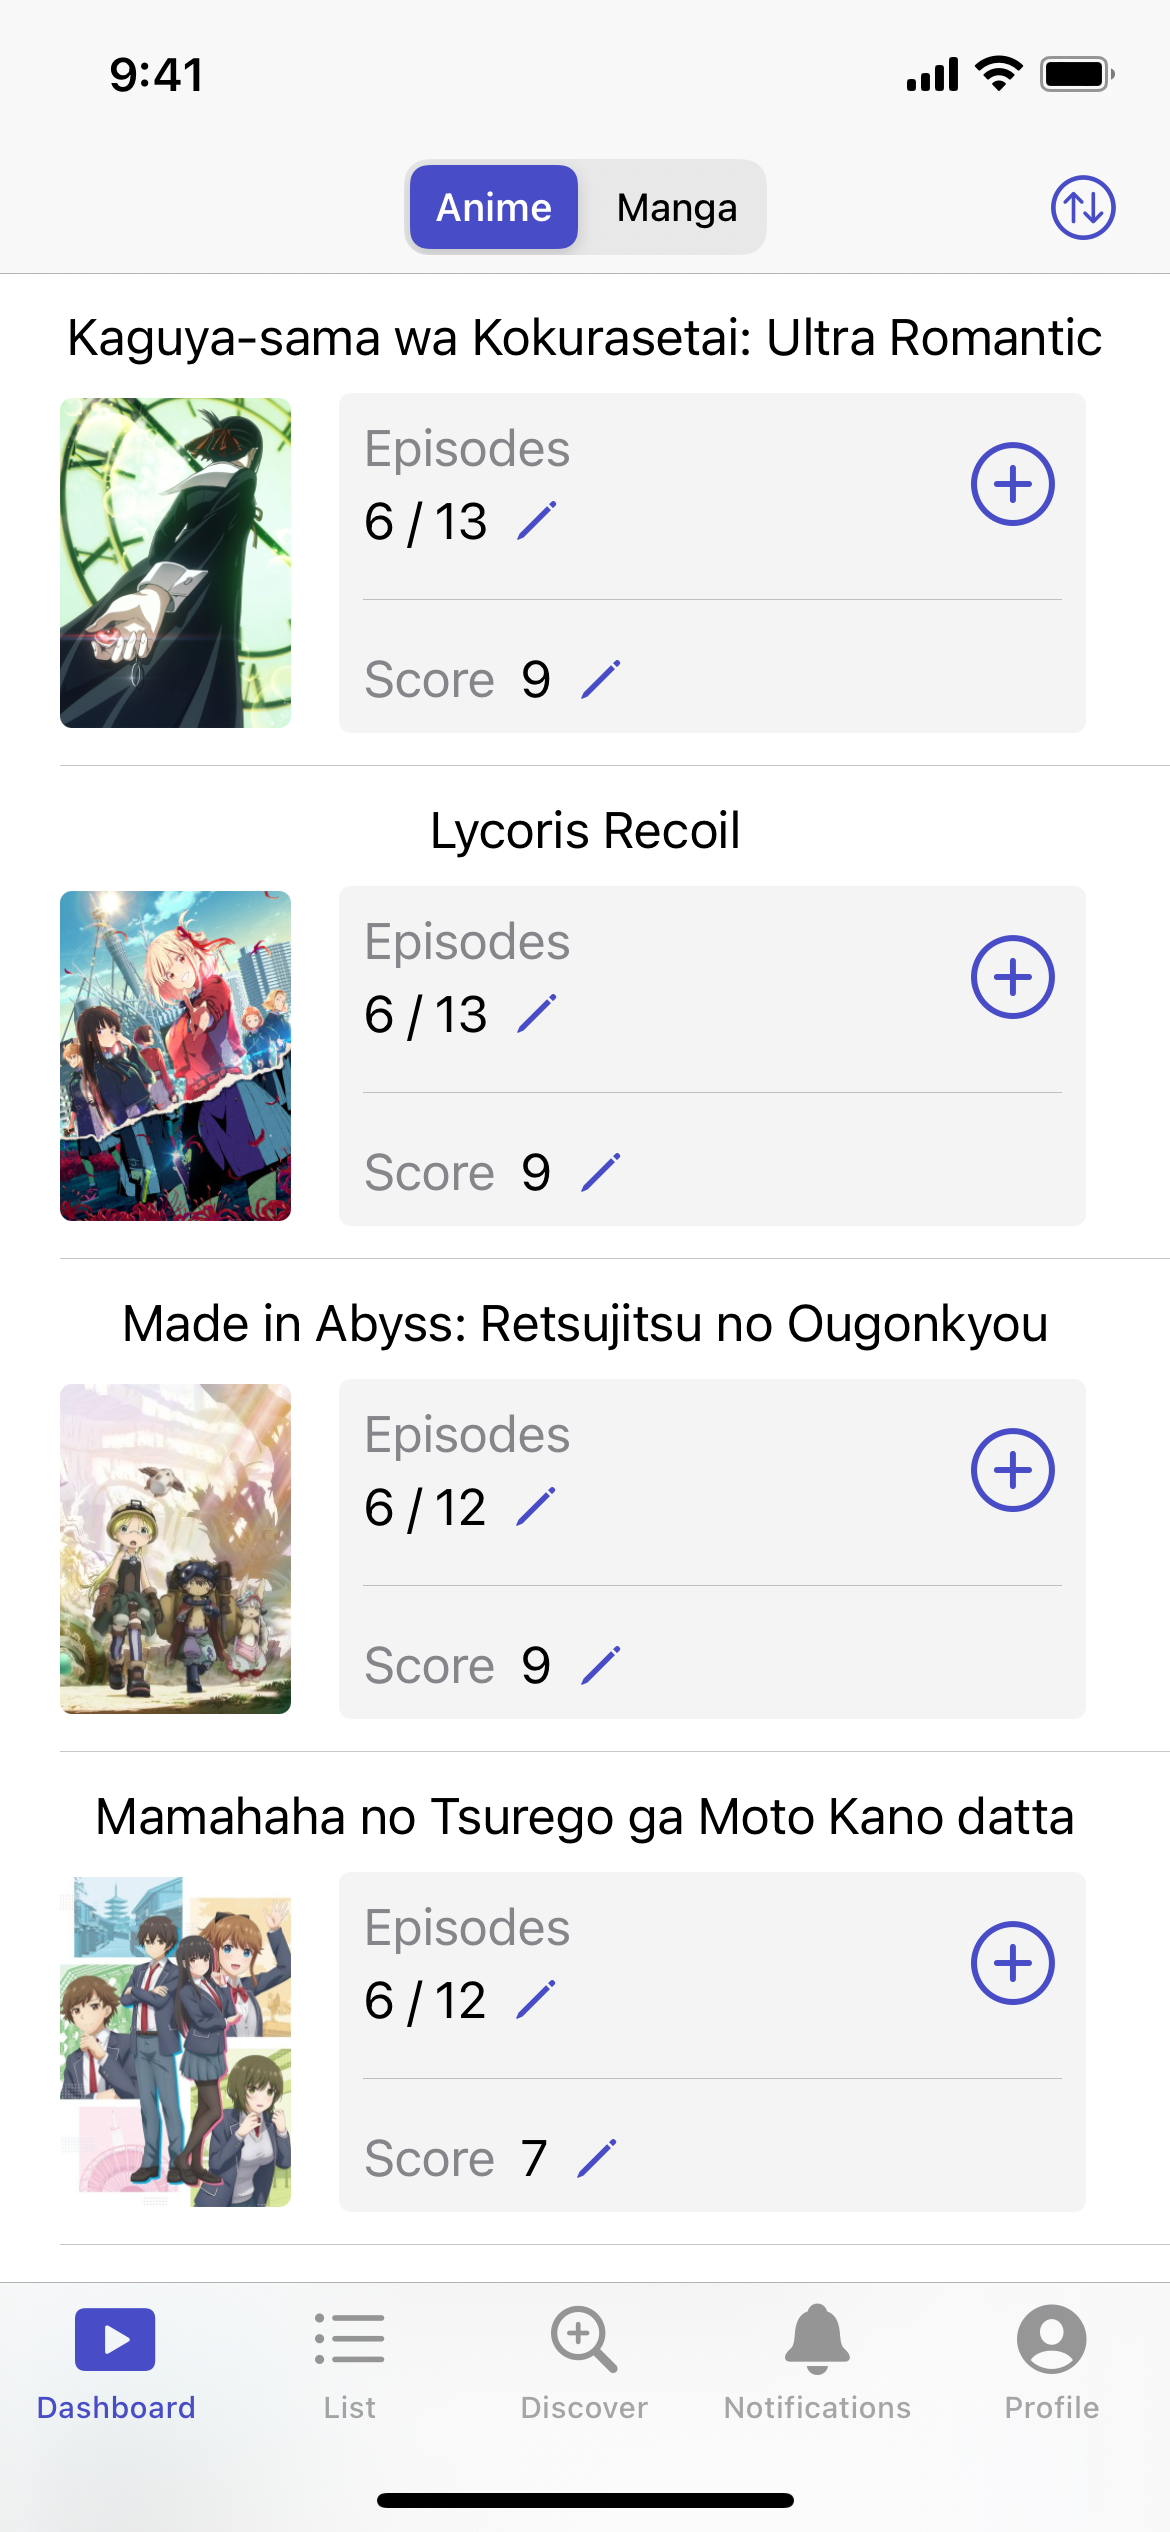 9:41
Anime
Manga
Kaguya-sama wa Kokurasetai: Ultra Romantic
Episodes
6 / 13
Score 9
Lycoris Recoil
Episodes
6 / 13
Score 9
Made in Abyss: Retsujitsu no Ougonkyou
Episodes
6 / 12
Score 9
Mamahaha no Tsurego ga Moto Kano datta
Episodes
6 / 12
Score 7
Dashboard
List
Discover
Notifications
Profile